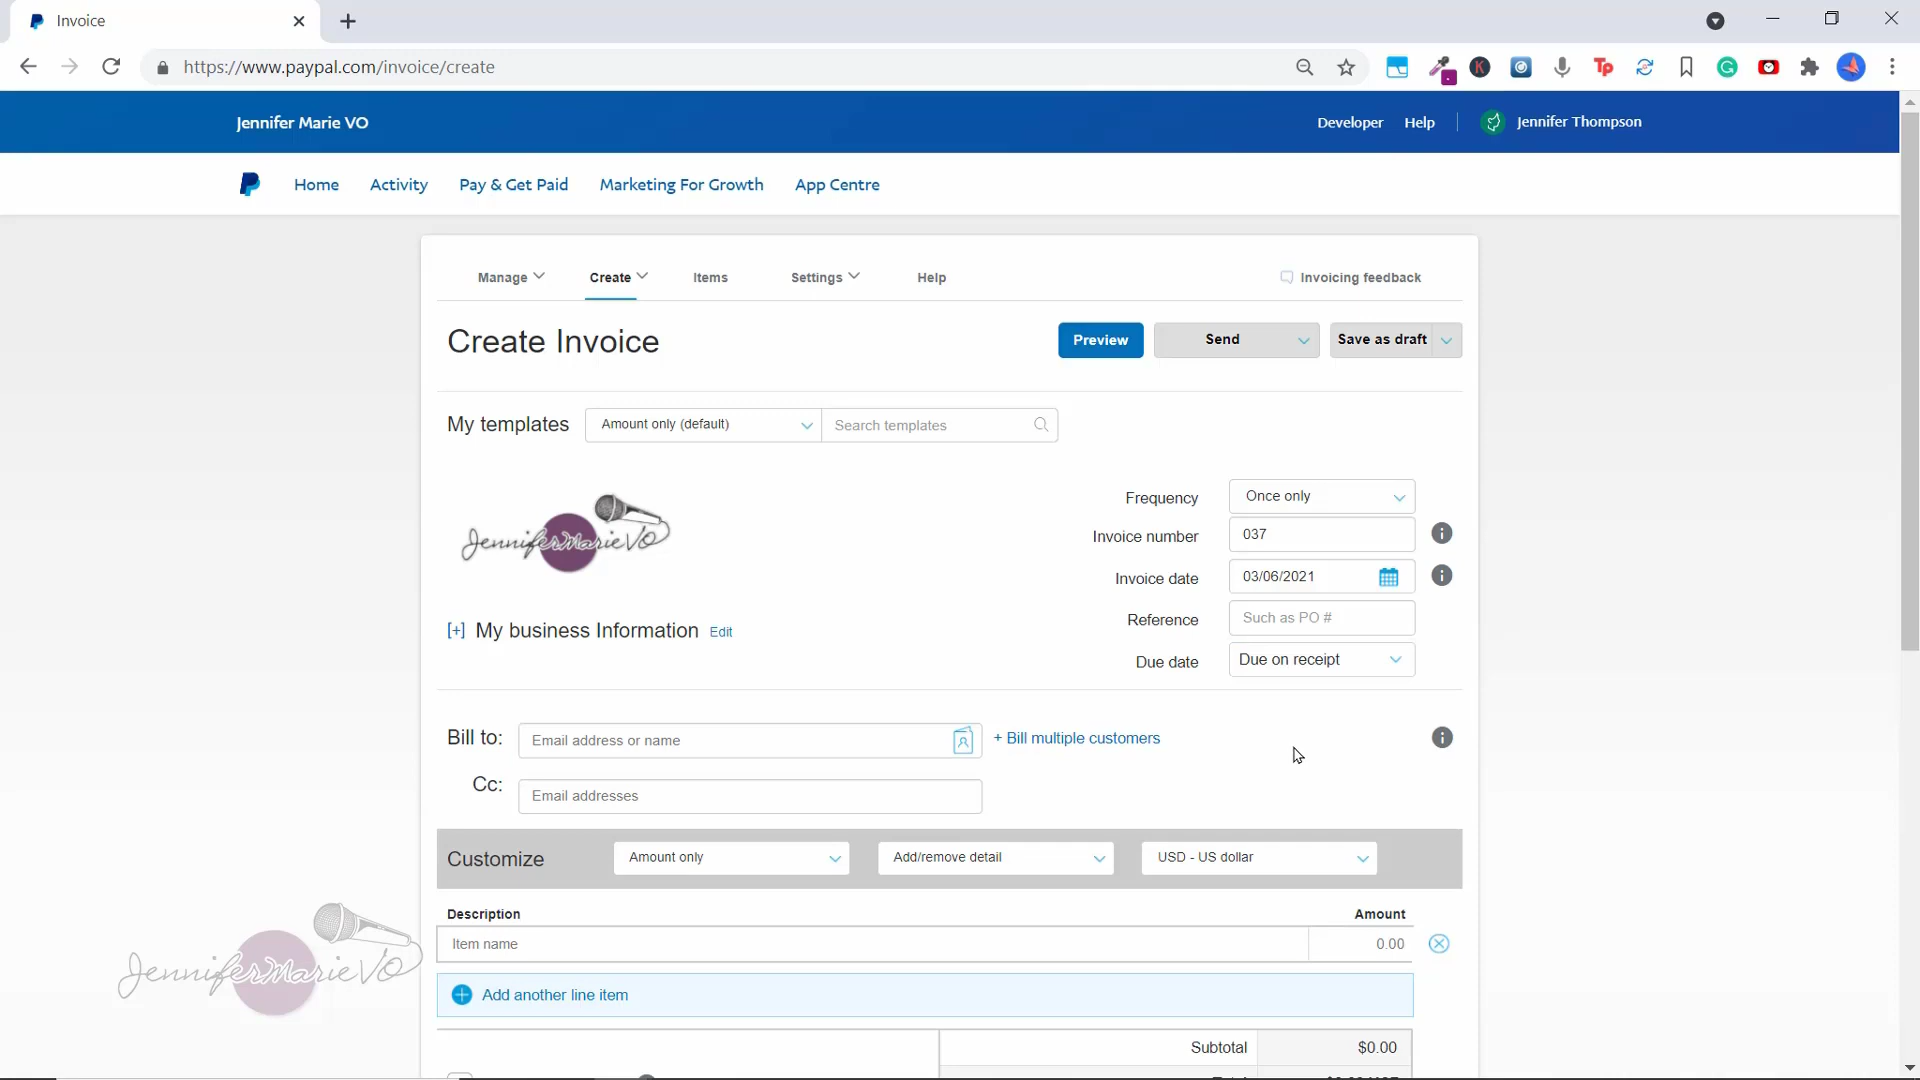 Invoice
https://www.paypal.com/invoice/create
Jennifer Marie VO
Developer Help Jennifer Thompson
Home Activity Pay & Get Paid Marketing For Growth App Centre
Manage Create Items Settings Help Invoicing feedback
Create Invoice Preview Send Save as draft
My templates Amount only (default) Search templates
Frequency Once only
JenniferMarieVO
Invoice number 037
Invoice date 03/06/2021
Reference Such as PO #
[+] My business Information Edit
Due date Due on receipt
Bill to: Email address or name + Bill multiple customers
Cc: Email addresses
Customize Amount only Add/remove detail USD - US dollar
Description Amount
Item name 0.00
JenniferMarieVO
Add another line item
Subtotal $0.00